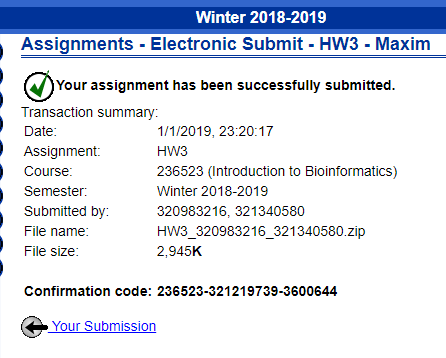 Winter 2018-2019
Assignments - Electronic Submit - HW3 - Maxim
Your assignment has been successfully submitted.
Transaction summary:
Date: 1/1/2019, 23:20:17
Assignment: HW3
Course: 236523 (Introduction to Bioinformatics)
Semester: Winter 2018-2019
Submitted by: 320983216, 321340580
File name: HW3_320983216_321340580.zip
File size: 2,945K
Confirmation code: 236523-321219739-3600644
Your Submission